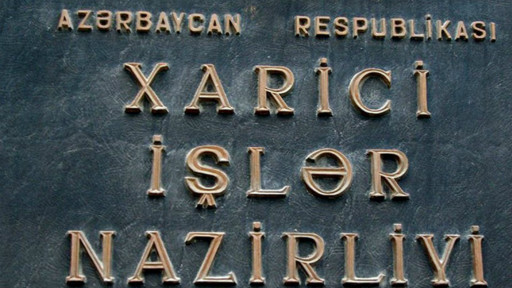 AZƏRBAYCAN RESPUBLİKASI
XARİCİ
İŞLƏR
NAZİRLİYİ